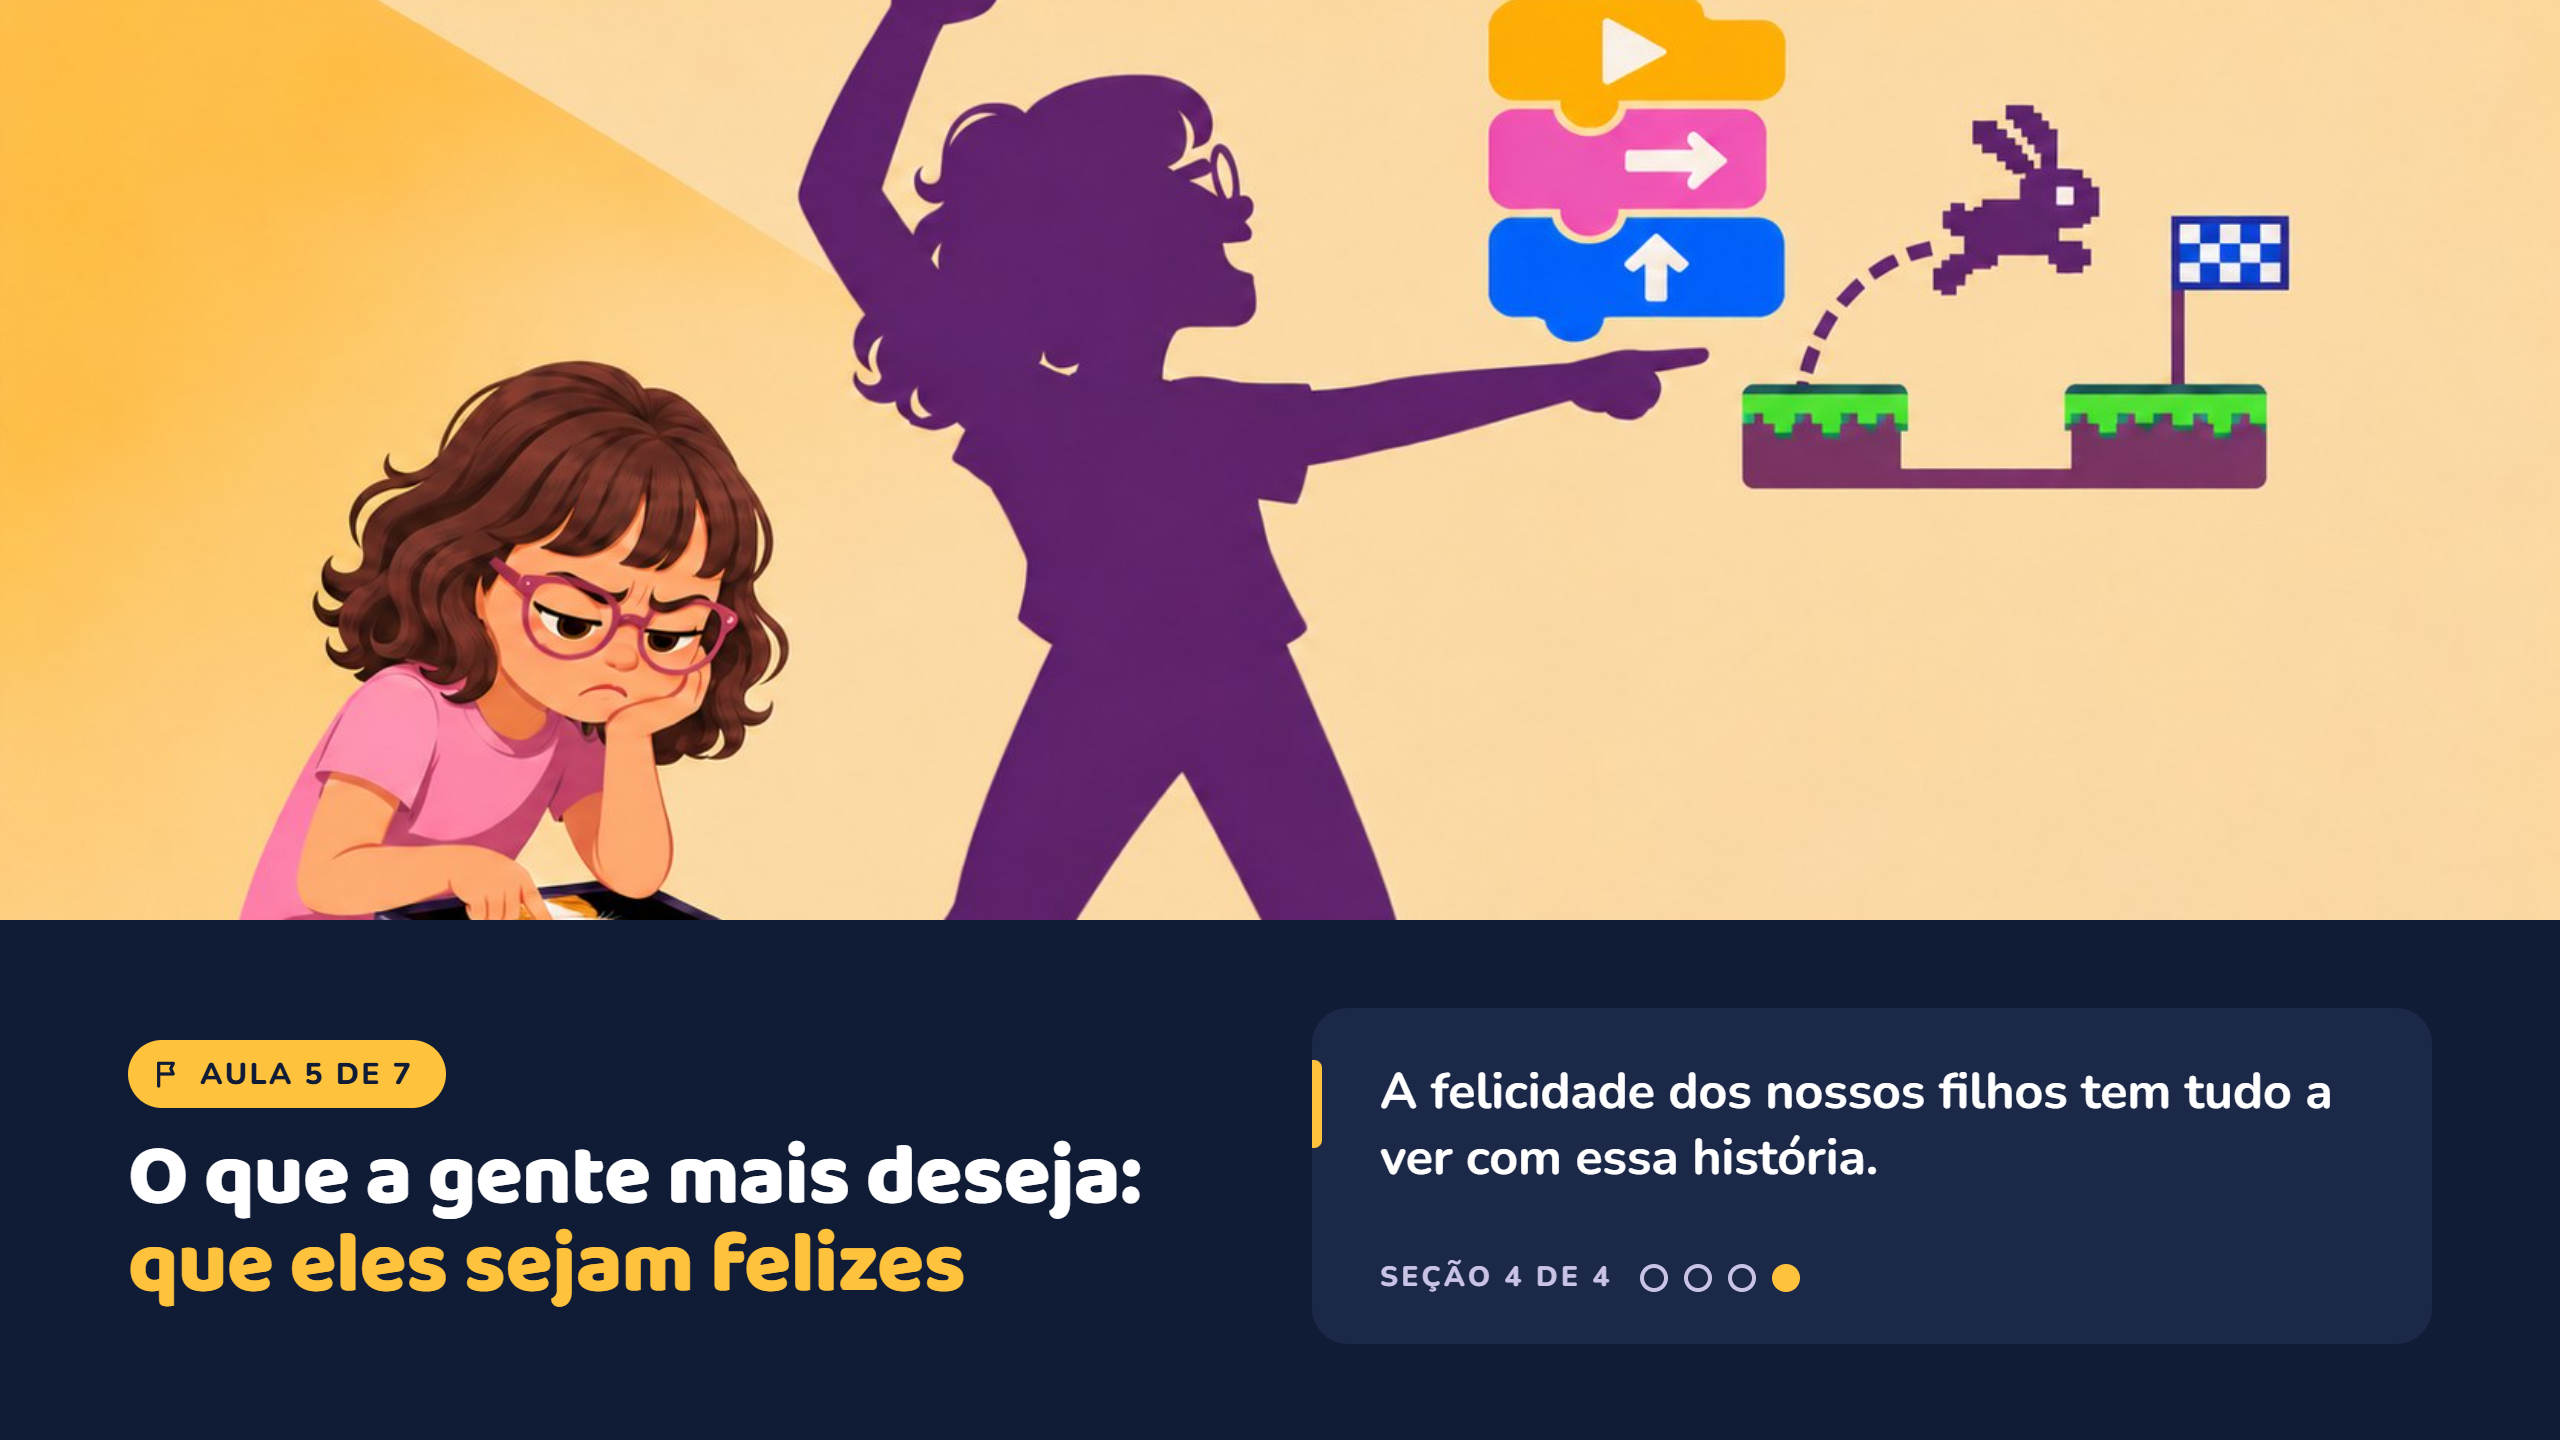 AULA 5 DE 7
O que a gente mais deseja:
que eles sejam felizes
A felicidade dos nossos filhos tem tudo a
ver com essa história.
SEÇÃO 4 DE 4